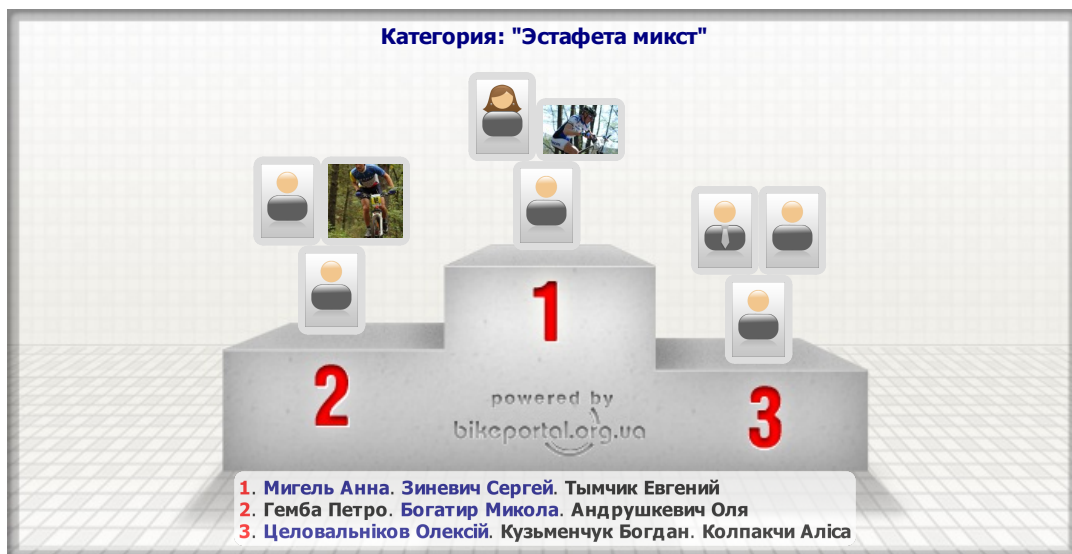 Категория: "Эстафета микст"
1
2
3
powered by
bikeportal.org.ua
1. Мигель Анна. Зиневич Сергей. Тымчик Евгений
2. Гемба Петро. Богатир Микола. Андрушкевич Оля
3. Целовальніков Олексій. Кузьменчук Богдан. Колпакчи Аліса